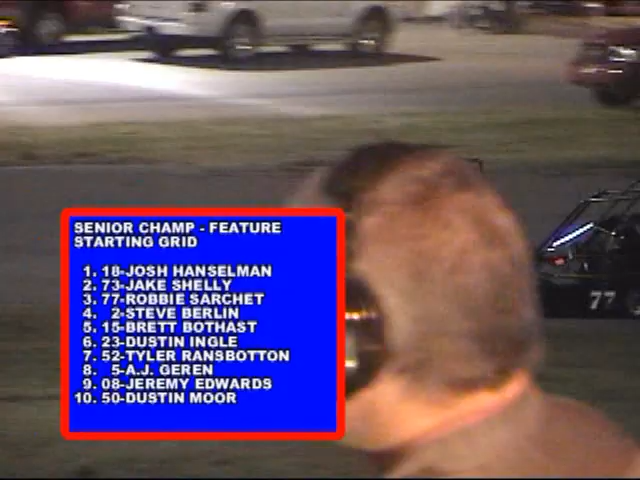 SENIOR CHAMP - FEATURE
STARTING GRID
1. 18-JOSH HANSELMAN
2. 73-JAKE SHELLY
3. 77-ROBBIE SARCHET
4. 2-STEVE BERLIN
5. 15-BRETT BOTHAST
6. 23-DUSTIN INGLE
7. 52-TYLER RANSBOTTON
8. 5-A.J. GEREN
9. 08-JEREMY EDWARDS
10. 50-DUSTIN MOOR
77